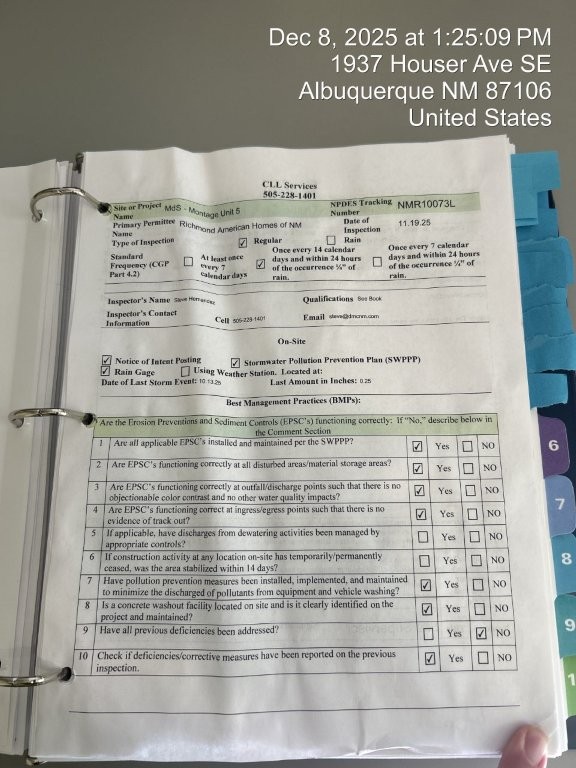 Dec 8, 2025 at 1:25:09 PM
1937 Houser Ave SE
Albuquerque NM 87106
United States
CLL Services
505-228-1401
Site or Project Name MdS - Montage Unit 5 NPDES Tracking Number NMR10073L
Primary Permittee Name Richmond American Homes of NM Date of Inspection 11.19.25
Type of Inspection ☑ Regular ☐ Rain
Standard Frequency (CGP Part 4.2) ☐ At least once every 7 calendar days ☑ Once every 14 calendar days and within 24 hours of the occurrence ¼" of rain. ☐ Once every 7 calendar days and within 24 hours of the occurrence ¼" of rain.
Inspector's Name Steve Hernandez Qualifications See Book
Inspector's Contact Information Cell 505-228-1401 Email steve@dmcnm.com
On-Site
☑ Notice of Intent Posting ☑ Stormwater Pollution Prevention Plan (SWPPP)
☑ Rain Gage ☐ Using Weather Station. Located at:
Date of Last Storm Event: 10.13.25 Last Amount in Inches: 0.25
Best Management Practices (BMPs):
Are the Erosion Preventions and Sediment Controls (EPSC's) functioning correctly: If "No," describe below in
the Comment Section
1 Are all applicable EPSC's installed and maintained per the SWPPP? ☑ Yes ☐ NO
2 Are EPSC's functioning correctly at all disturbed areas/material storage areas? ☑ Yes ☐ NO
3 Are EPSC's functioning correctly at outfall/discharge points such that there is no
objectionable color contrast and no other water quality impacts? ☑ Yes ☐ NO
4 Are EPSC's functioning correct at ingress/egress points such that there is no
evidence of track out? ☑ Yes ☐ NO
5 If applicable, have discharges from dewatering activities been managed by
appropriate controls? ☐ Yes ☐ NO
6 If construction activity at any location on-site has temporarily/permanently
ceased, was the area stabilized within 14 days? ☐ Yes ☐ NO
7 Have pollution prevention measures been installed, implemented, and maintained
to minimize the discharged of pollutants from equipment and vehicle washing? ☑ Yes ☐ NO
8 Is a concrete washout facility located on site and is it clearly identified on the
project and maintained? ☑ Yes ☐ NO
9 Have all previous deficiencies been addressed? ☐ Yes ☑ NO
10 Check if deficiencies/corrective measures have been reported on the previous
inspection. ☑ Yes ☐ NO
6
7
8
9
1